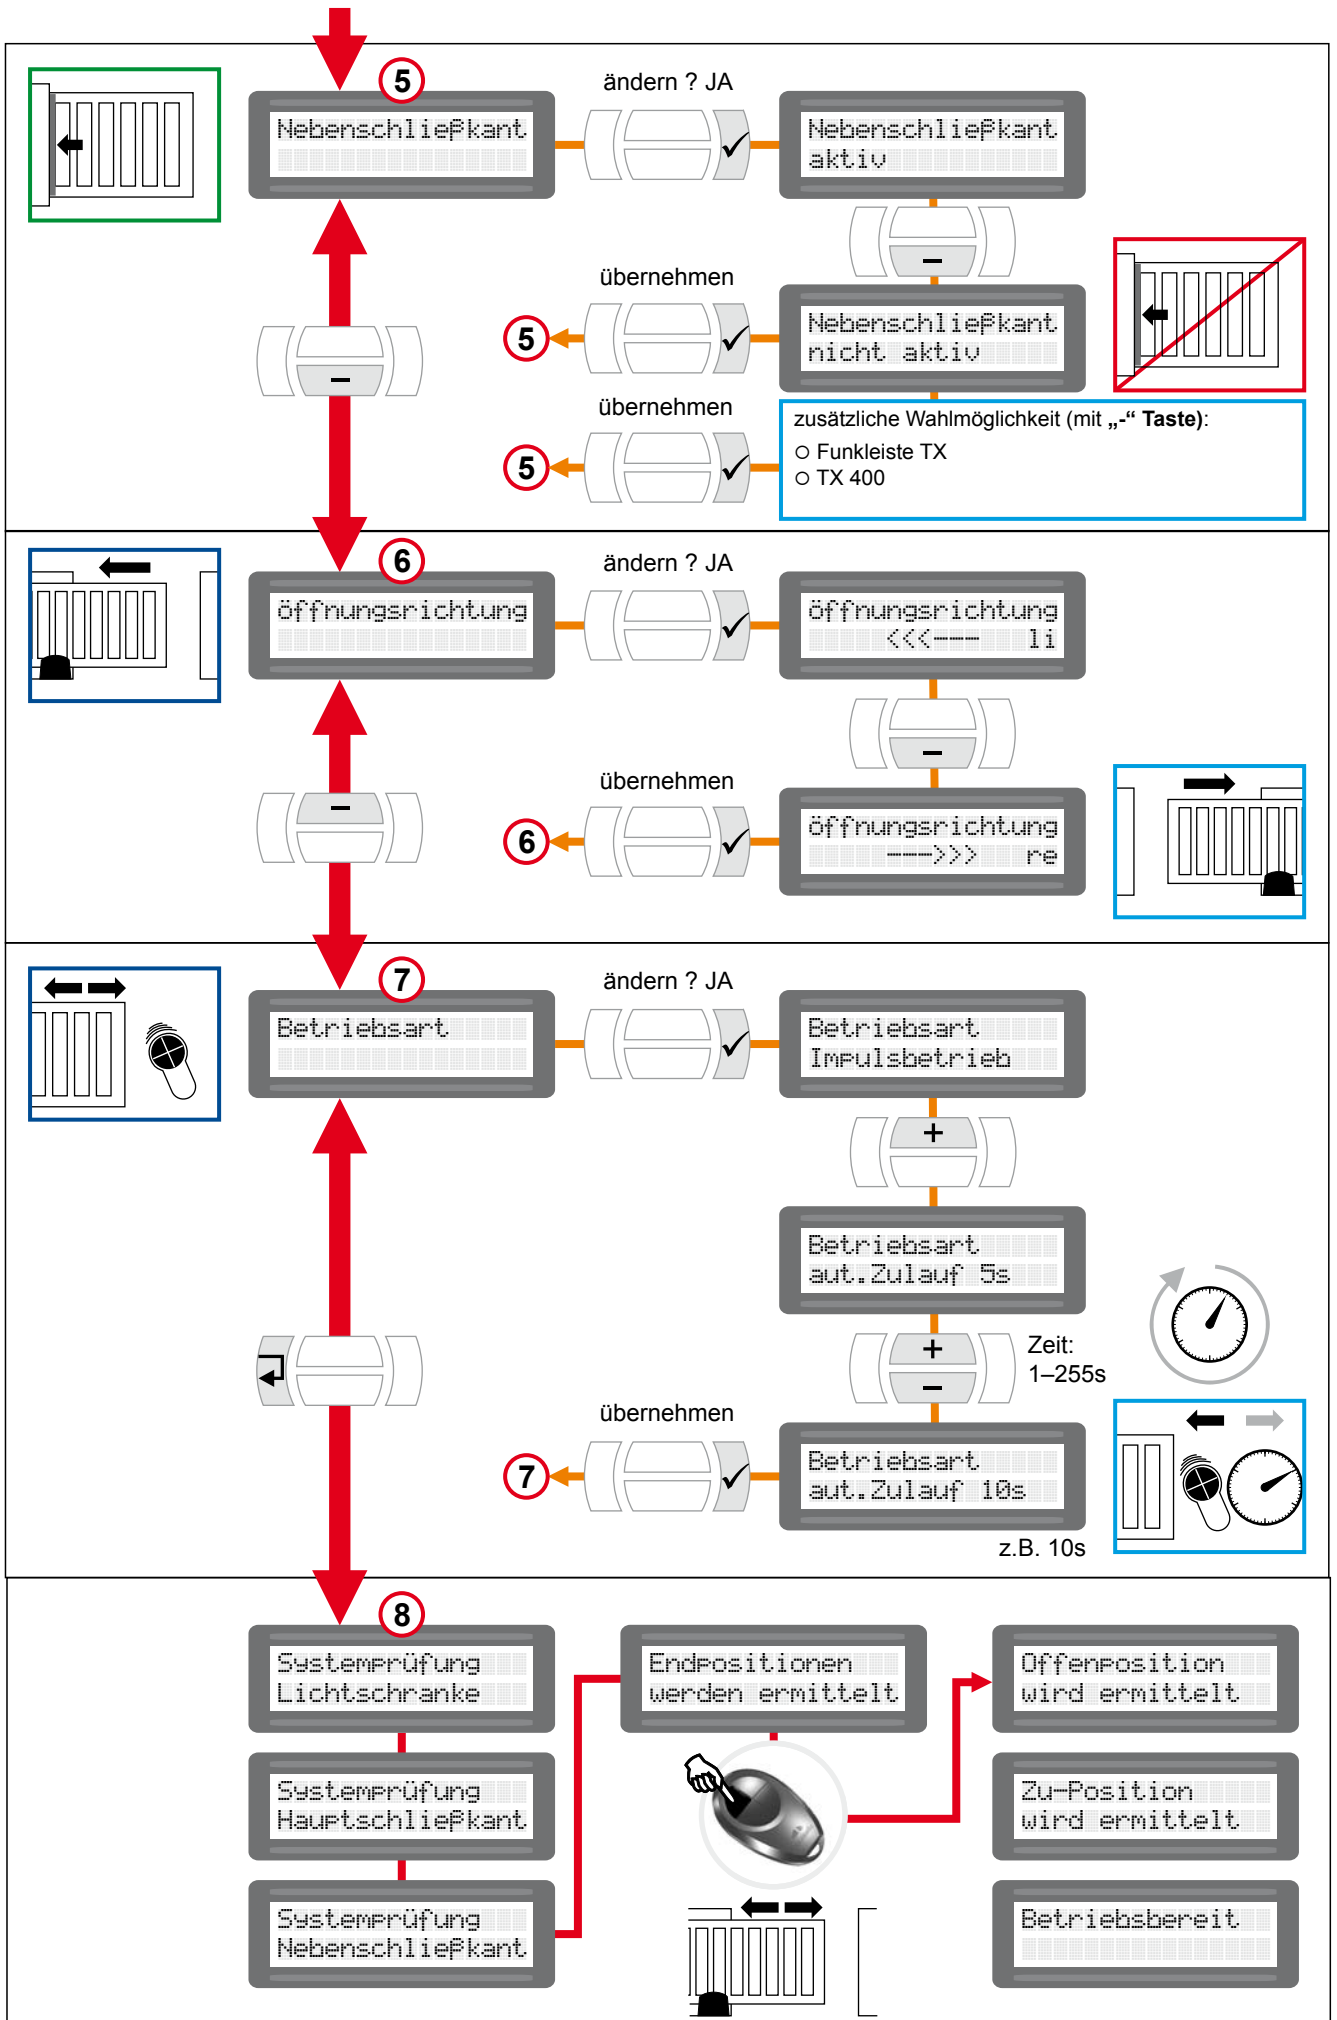 5
ändern ? JA
Nebenschließkant
Nebenschließkant
aktiv
-
übernehmen
5
Nebenschließkant
nicht aktiv
-
übernehmen
5
zusätzliche Wahlmöglichkeit (mit „-“ Taste):
Funkleiste TX
TX 400
6
ändern ? JA
öffnungsrichtung
öffnungsrichtung
<<<--- li
-
übernehmen
-
6
öffnungsrichtung
--->>> re
7
ändern ? JA
Betriebsart
Betriebsart
Impulsbetrieb
+
Betriebsart
aut.Zulauf 5s
+
-
Zeit:
1–255s
übernehmen
7
Betriebsart
aut.Zulauf 10s
z.B. 10s
8
Systemprüfung
Lichtschranke
Endpositionen
werden ermittelt
Offenposition
wird ermittelt
Systemprüfung
Hauptschließkant
Zu-Position
wird ermittelt
Systemprüfung
Nebenschließkant
Betriebsbereit